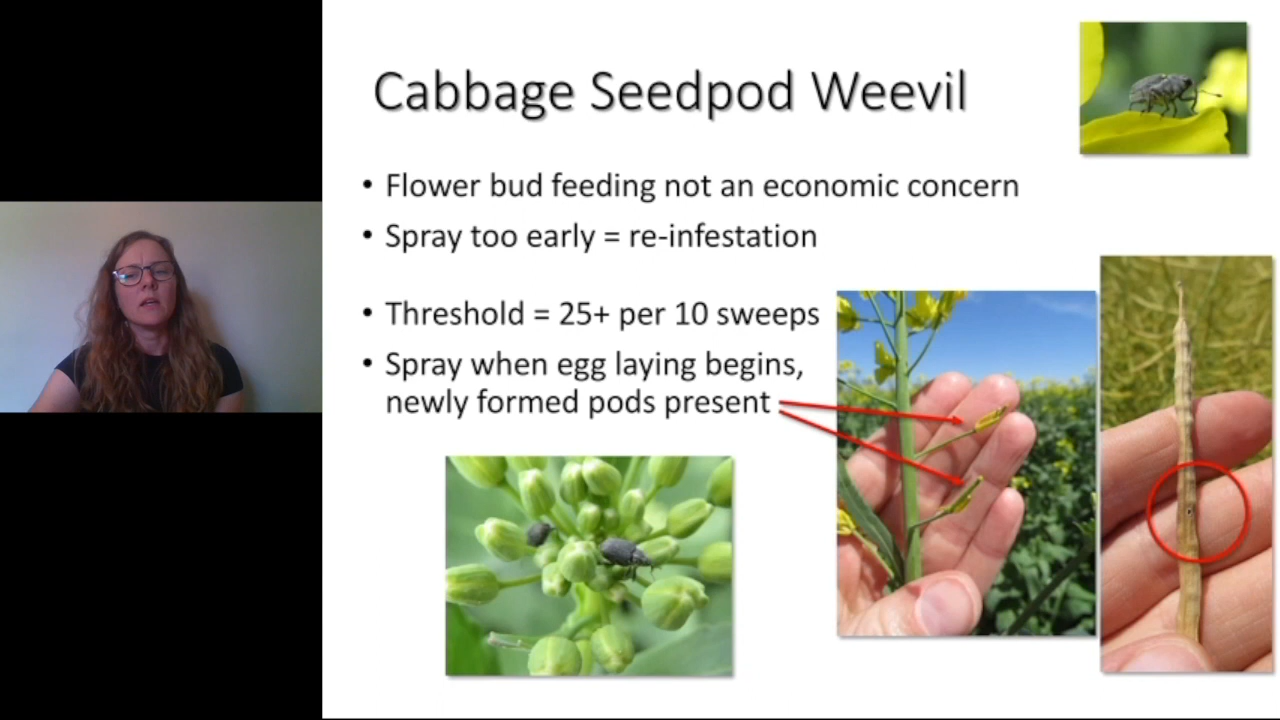 Cabbage Seedpod Weevil
• Flower bud feeding not an economic concern
• Spray too early = re-infestation
• Threshold = 25+ per 10 sweeps
• Spray when egg laying begins,
newly formed pods present